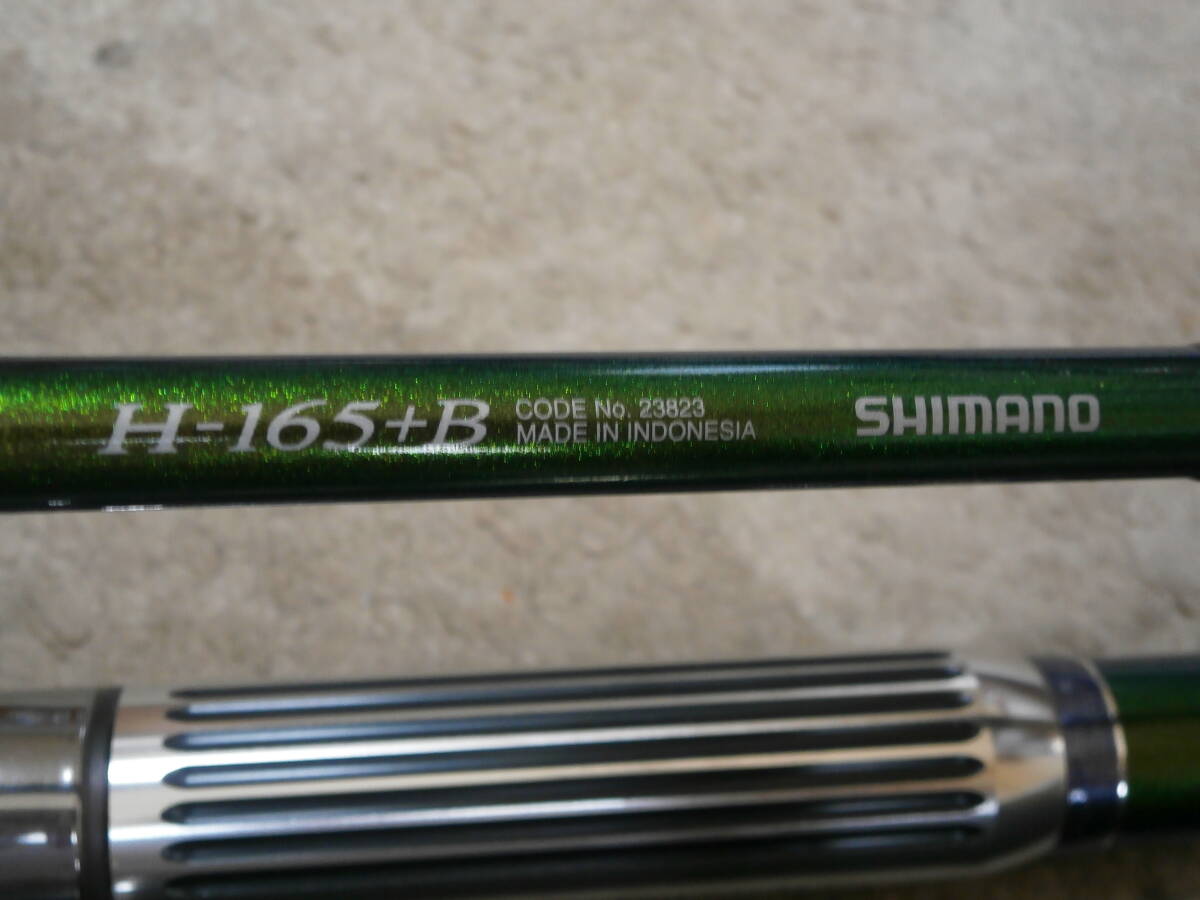 H-165+B
CODE No. 23823
MADE IN INDONESIA
SHIMANO